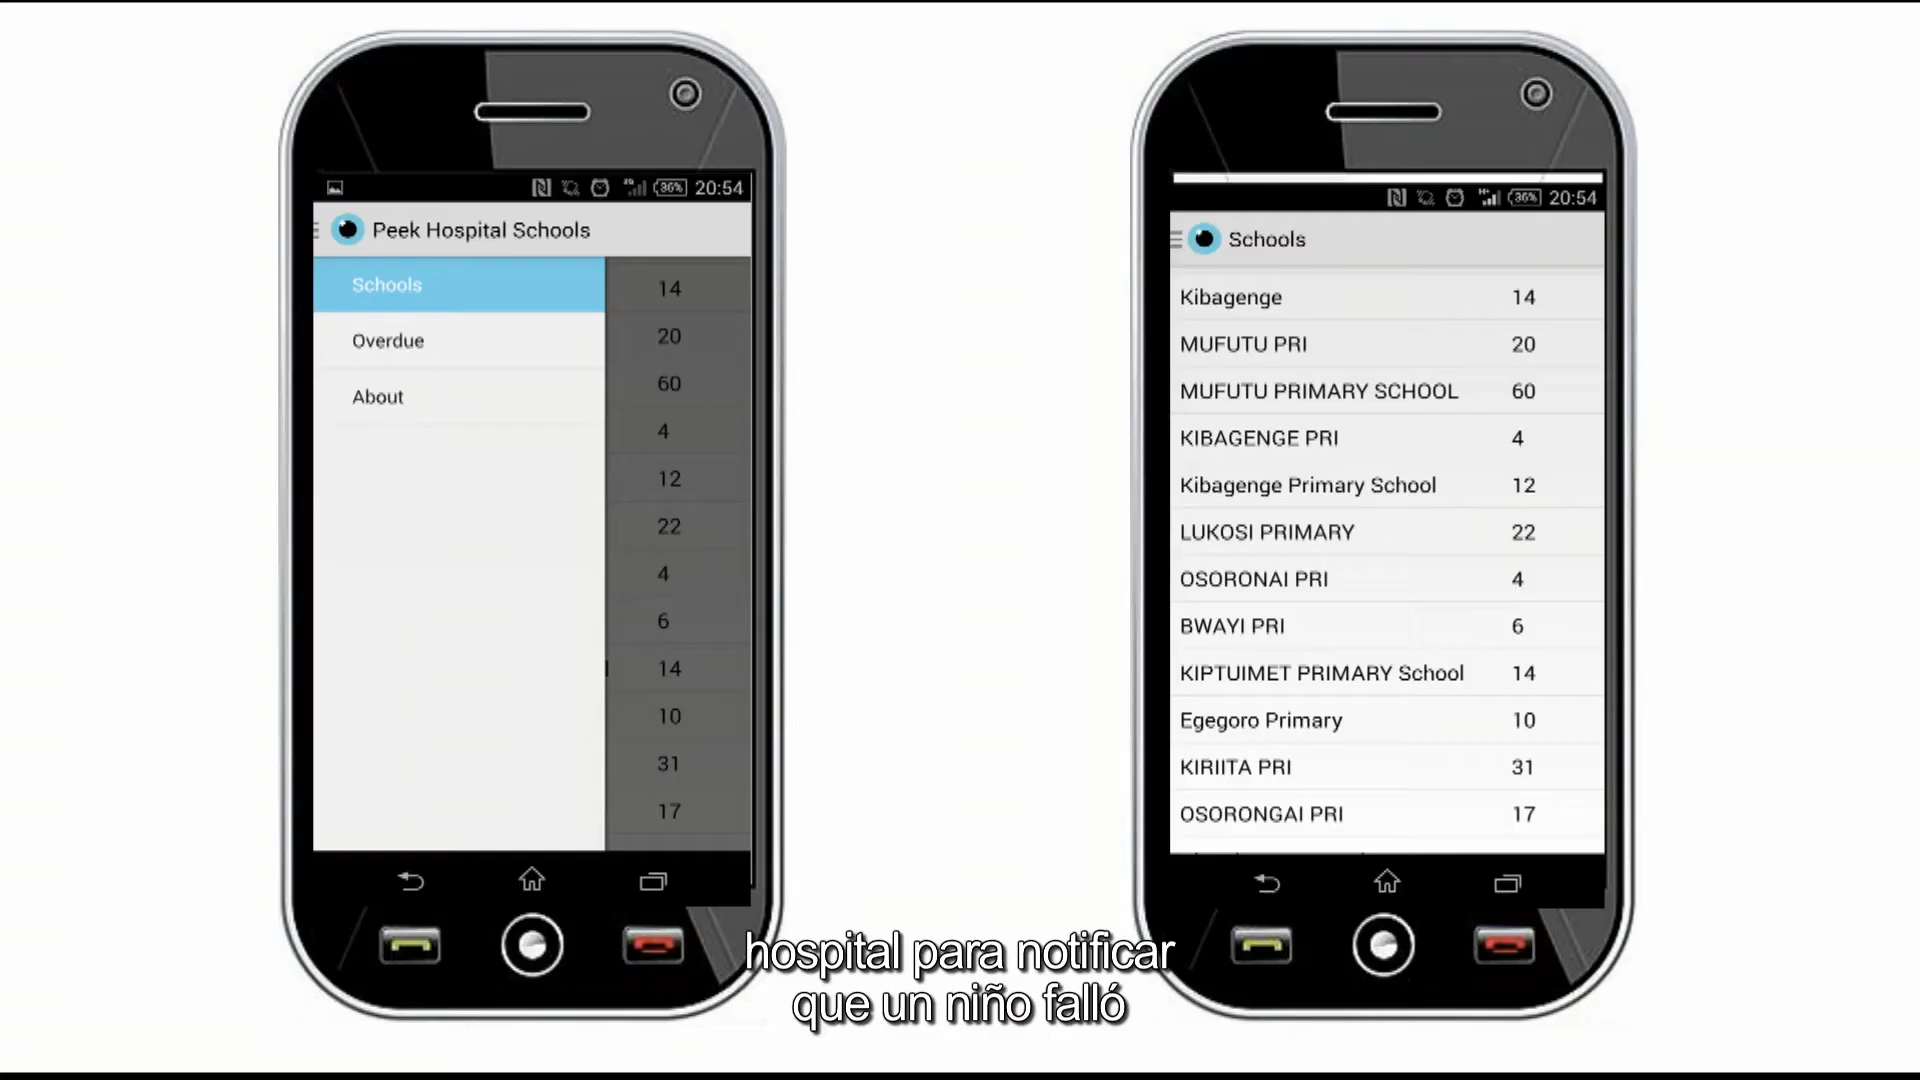 36% 20:54
Peek Hospital Schools
Schools
Overdue
About
14
20
60
4
12
22
4
6
14
10
31
17
36% 20:54
Schools
Kibagenge 14
MUFUTU PRI 20
MUFUTU PRIMARY SCHOOL 60
KIBAGENGE PRI 4
Kibagenge Primary School 12
LUKOSI PRIMARY 22
OSORONAI PRI 4
BWAYI PRI 6
KIPTUIMET PRIMARY School 14
Egegoro Primary 10
KIRIITA PRI 31
OSORONGAI PRI 17
hospital para notificar
que un niño falló